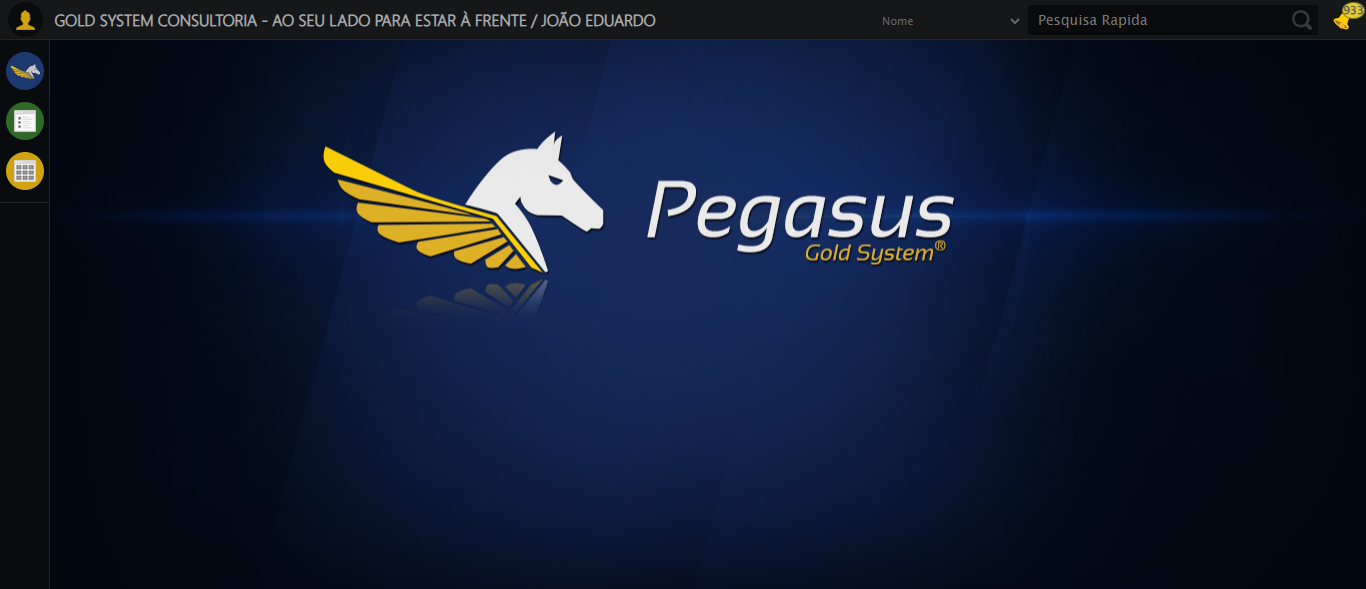 GOLD SYSTEM CONSULTORIA - AO SEU LADO PARA ESTAR À FRENTE / JOÃO EDUARDO
Nome
Pesquisa Rapida
933
Pegasus
Gold System®